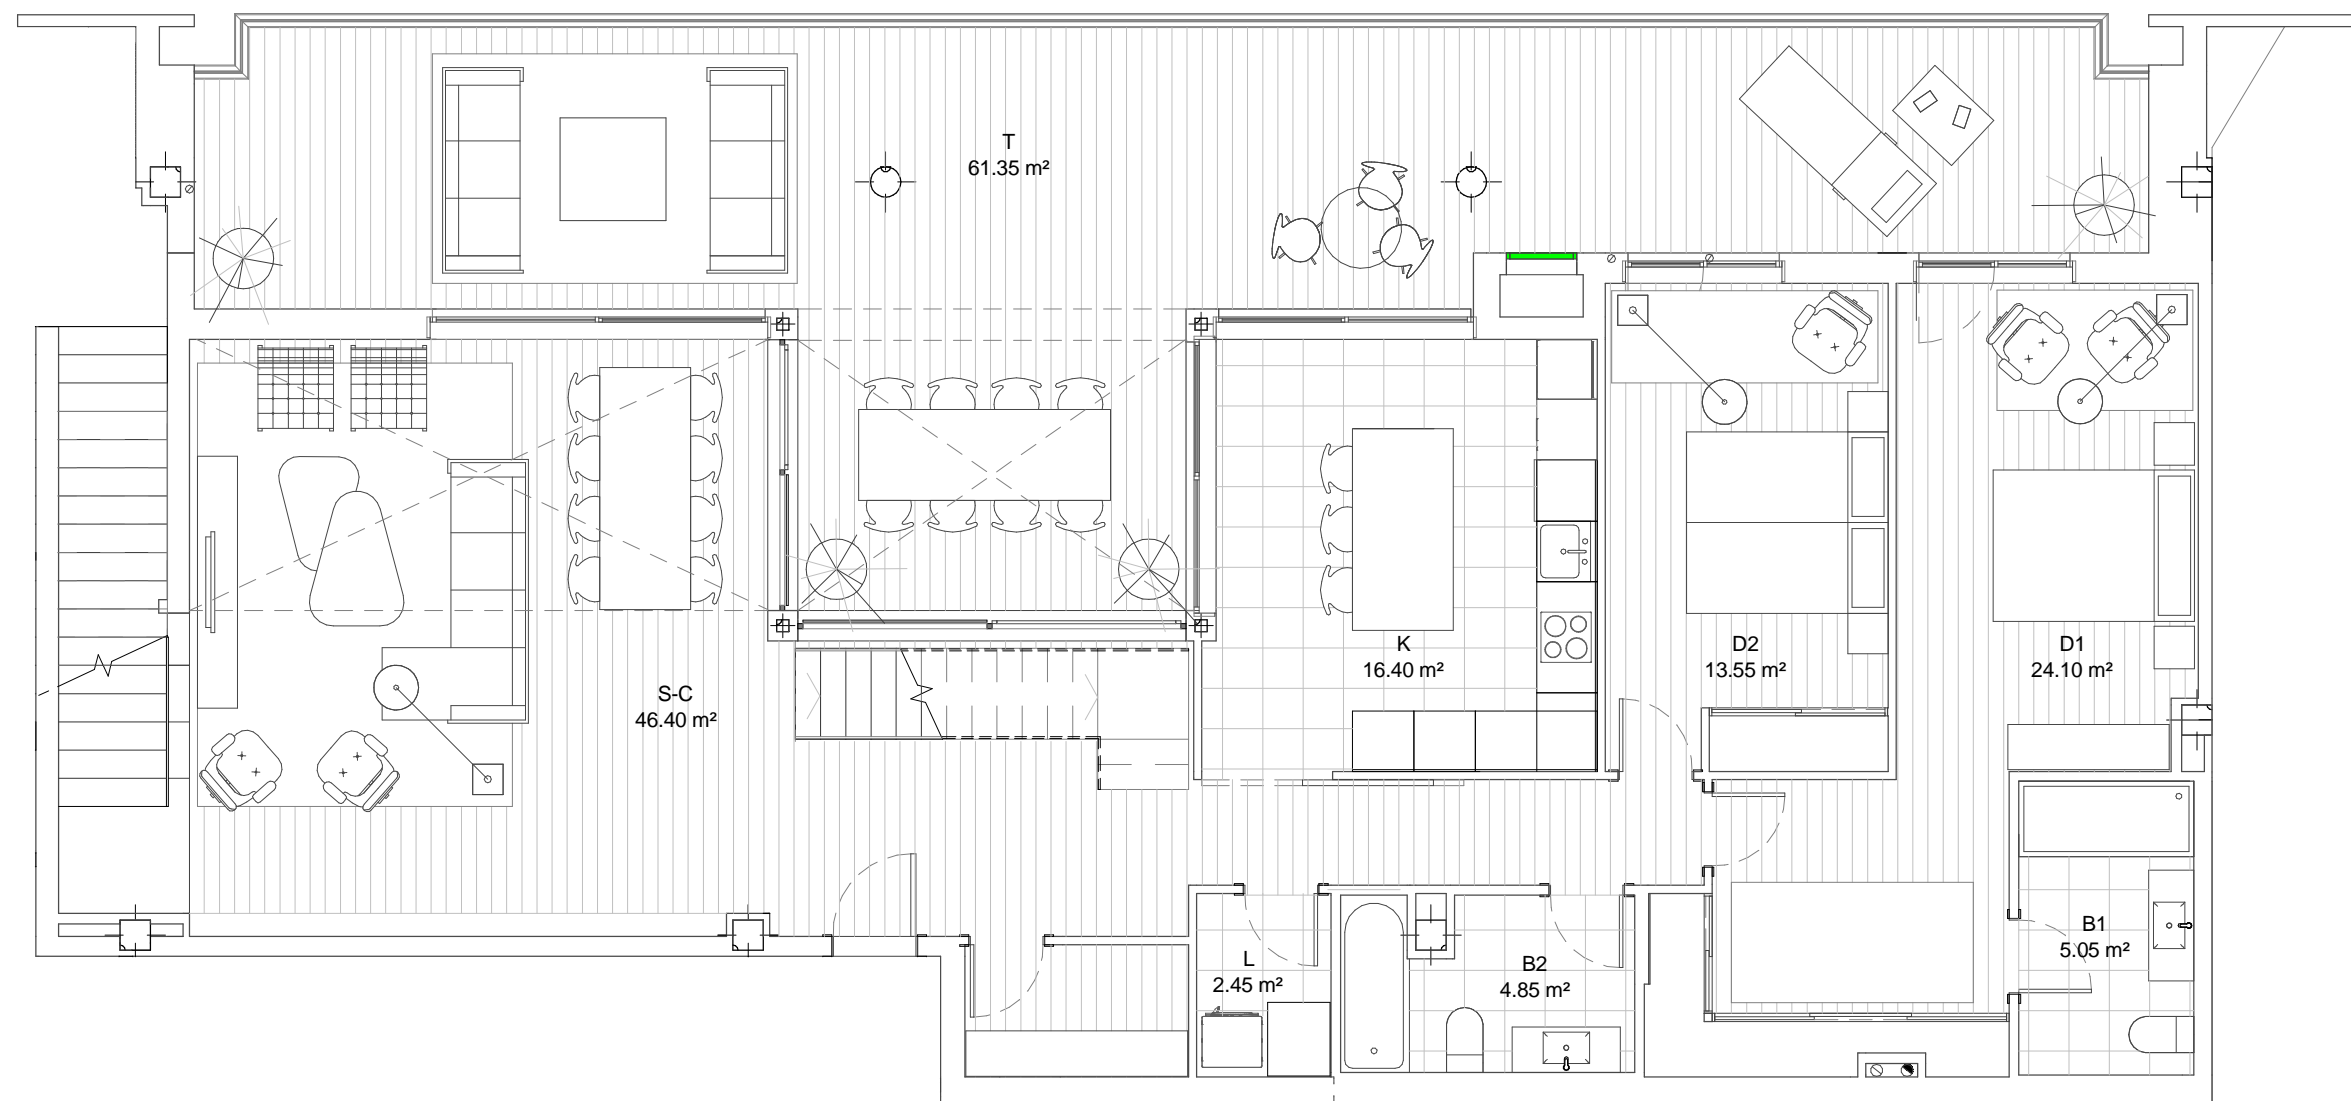 T
61.35 m²
K
16.40 m²
D2
13.55 m²
D1
24.10 m²
S-C
46.40 m²
B1
5.05 m²
L
2.45 m²
B2
4.85 m²